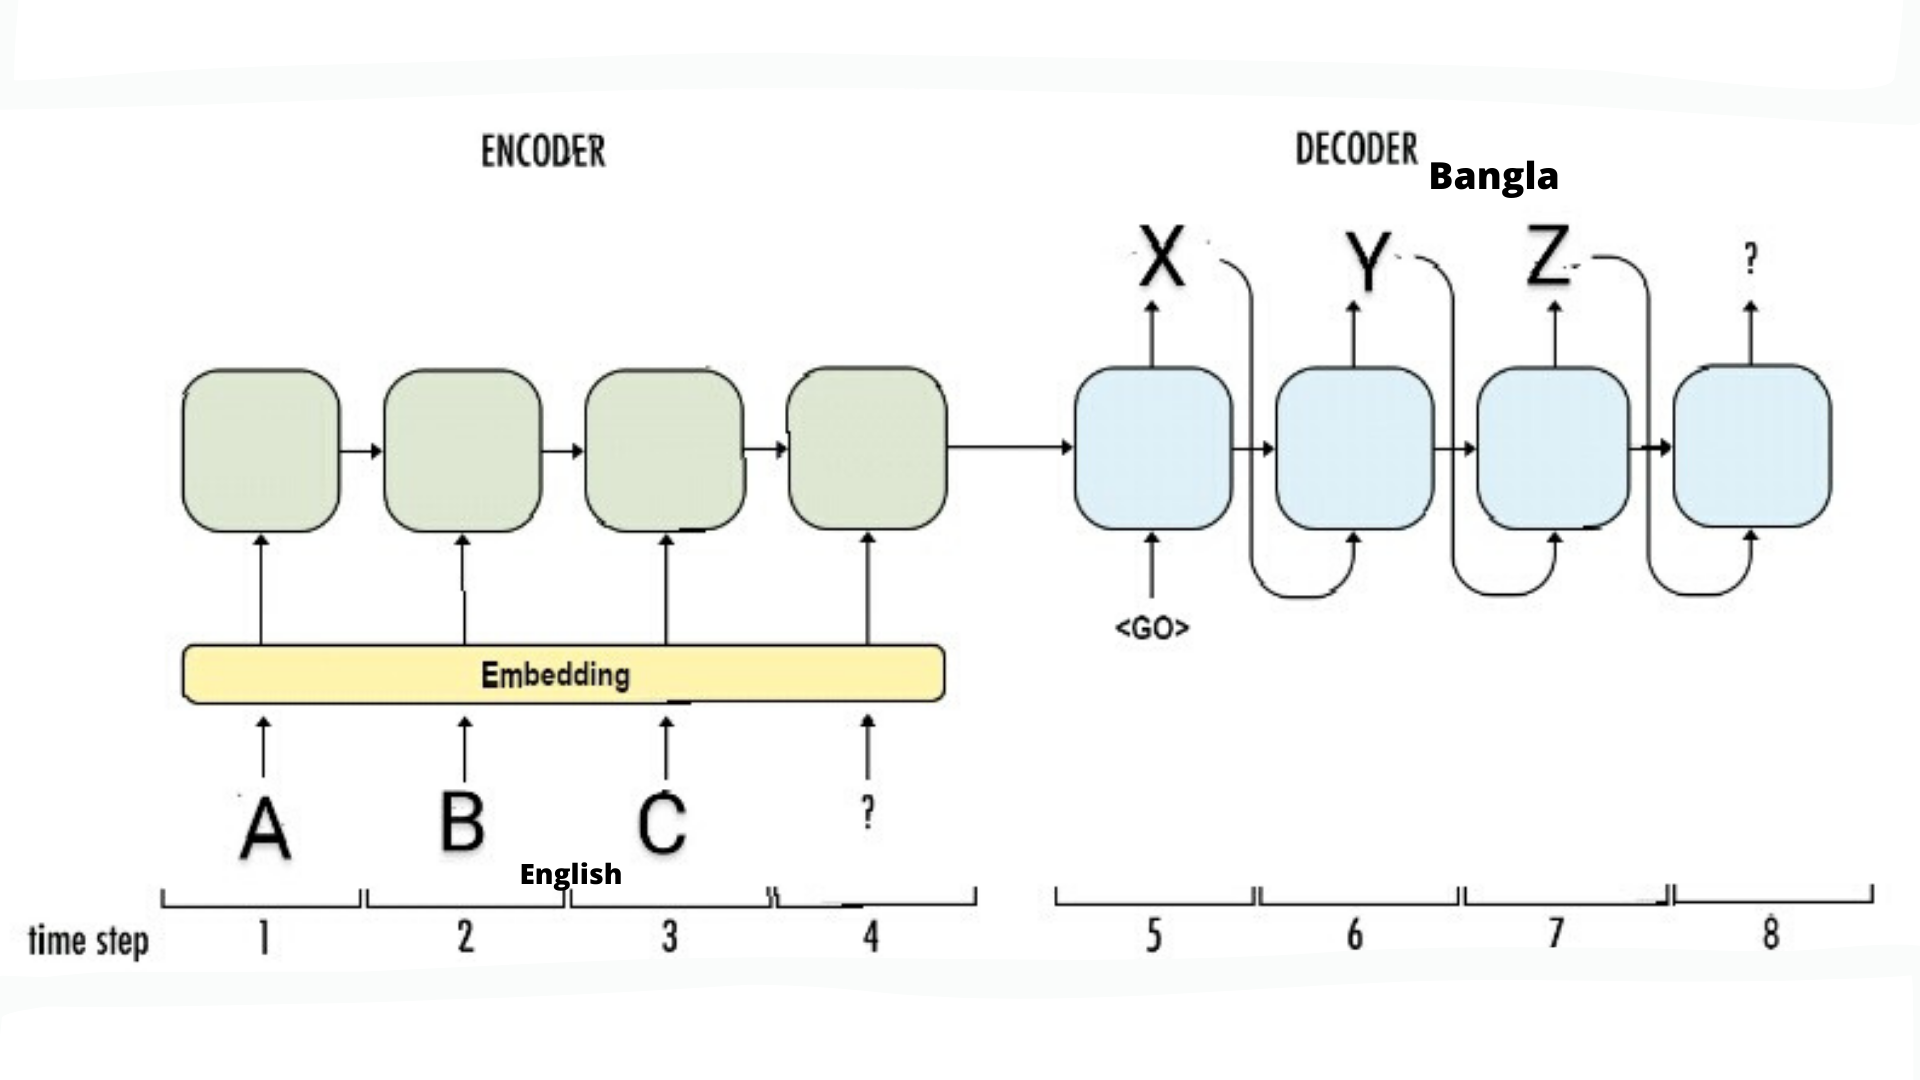 ENCODER
DECODER
Bangla
X Y Z ?
<GO>
Embedding
A B C ?
English
time step 1 2 3 4 5 6 7 8